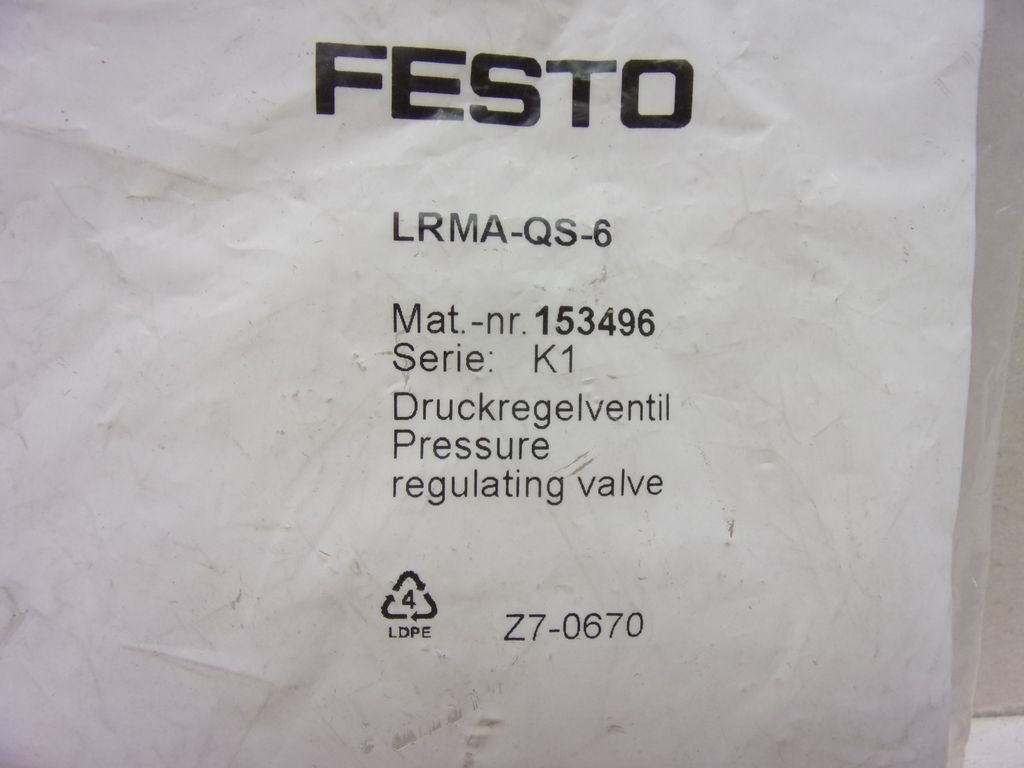 FESTO
LRMA-QS-6
Mat.-nr. 153496
Serie: K1
Druckregelventil
Pressure
regulating valve
4
LDPE
Z7-0670